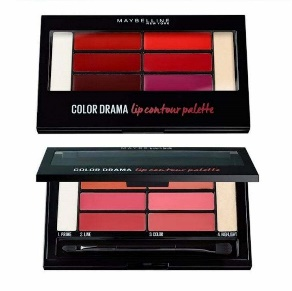 MAYBELLINE
NEW YORK
COLOR DRAMA lip contour palette
MAYBELLINE
COLOR DRAMA lip contour palette
1. PRIME 2. LINE 3. COLOR 4. HIGHLIGHT